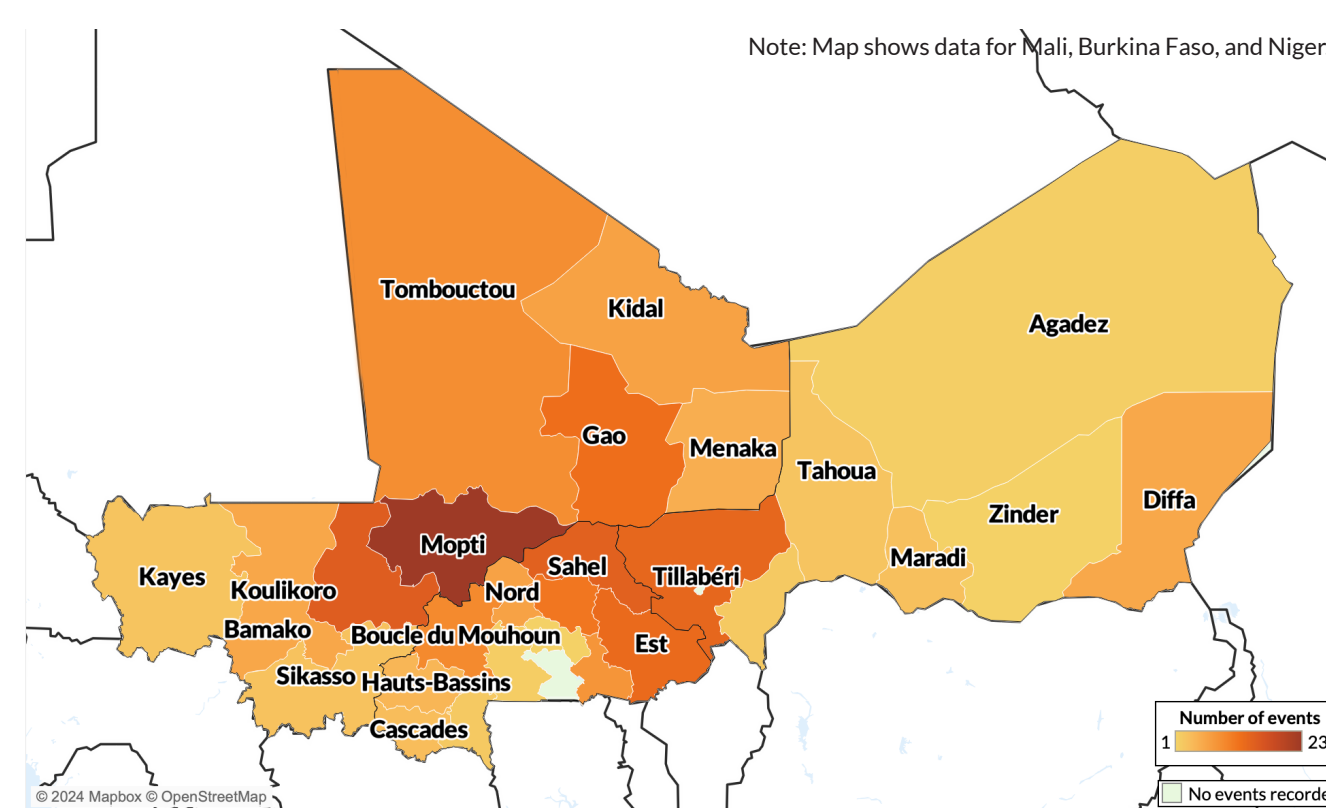 Note: Map shows data for Mali, Burkina Faso, and Niger.
Tombouctou
Kidal
Agadez
Gao
Menaka
Tahoua
Zinder
Diffa
Mopti
Sahel
Tillabéri
Maradi
Kayes
Koulikoro
Nord
Bamako
Boucle du Mouhoun
Est
Sikasso
Hauts-Bassins
Cascades
Number of events
1 23
No events recorde
© 2024 Mapbox © OpenStreetMap